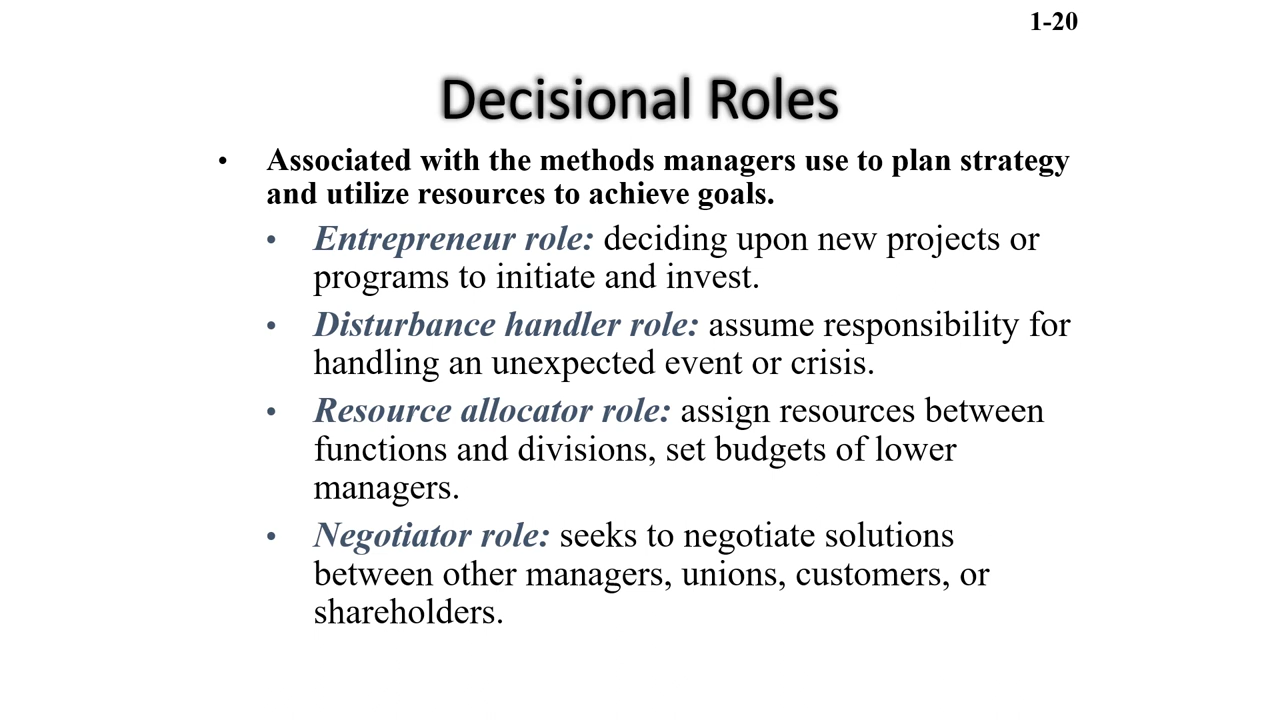 1-20
Decisional Roles
• Associated with the methods managers use to plan strategy
and utilize resources to achieve goals.
• Entrepreneur role: deciding upon new projects or
programs to initiate and invest.
• Disturbance handler role: assume responsibility for
handling an unexpected event or crisis.
• Resource allocator role: assign resources between
functions and divisions, set budgets of lower
managers.
• Negotiator role: seeks to negotiate solutions
between other managers, unions, customers, or
shareholders.